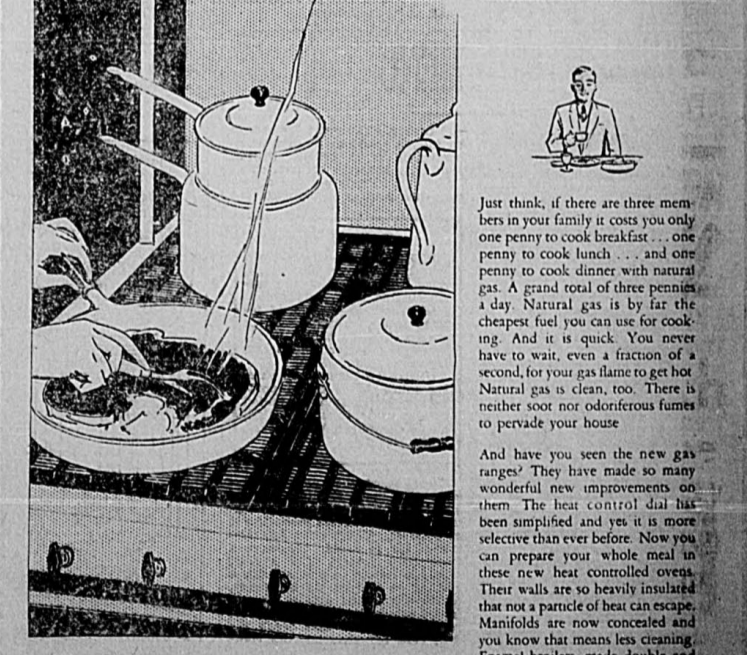 Just think, if there are three mem-
bers in your family it costs you only
one penny to cook breakfast . . . one
penny to cook lunch . . . and one
penny to cook dinner with natural
gas. A grand total of three pennies
a day. Natural gas is by far the
cheapest fuel you can use for cook-
ing. And it is quick. You never
have to wait, even a fraction of a
second, for your gas flame to get hot
Natural gas is clean, too. There is
neither soot nor odoriferous fumes
to pervade your house
And have you seen the new gas
ranges? They have made so many
wonderful new improvements on
them The heat control dial has
been simplified and yet it is more
selective than ever before. Now you
can prepare your whole meal in
these new heat controlled ovens.
Their walls are so heavily insulated
that not a particle of heat can escape.
Manifolds are now concealed and
you know that means less cleaning.